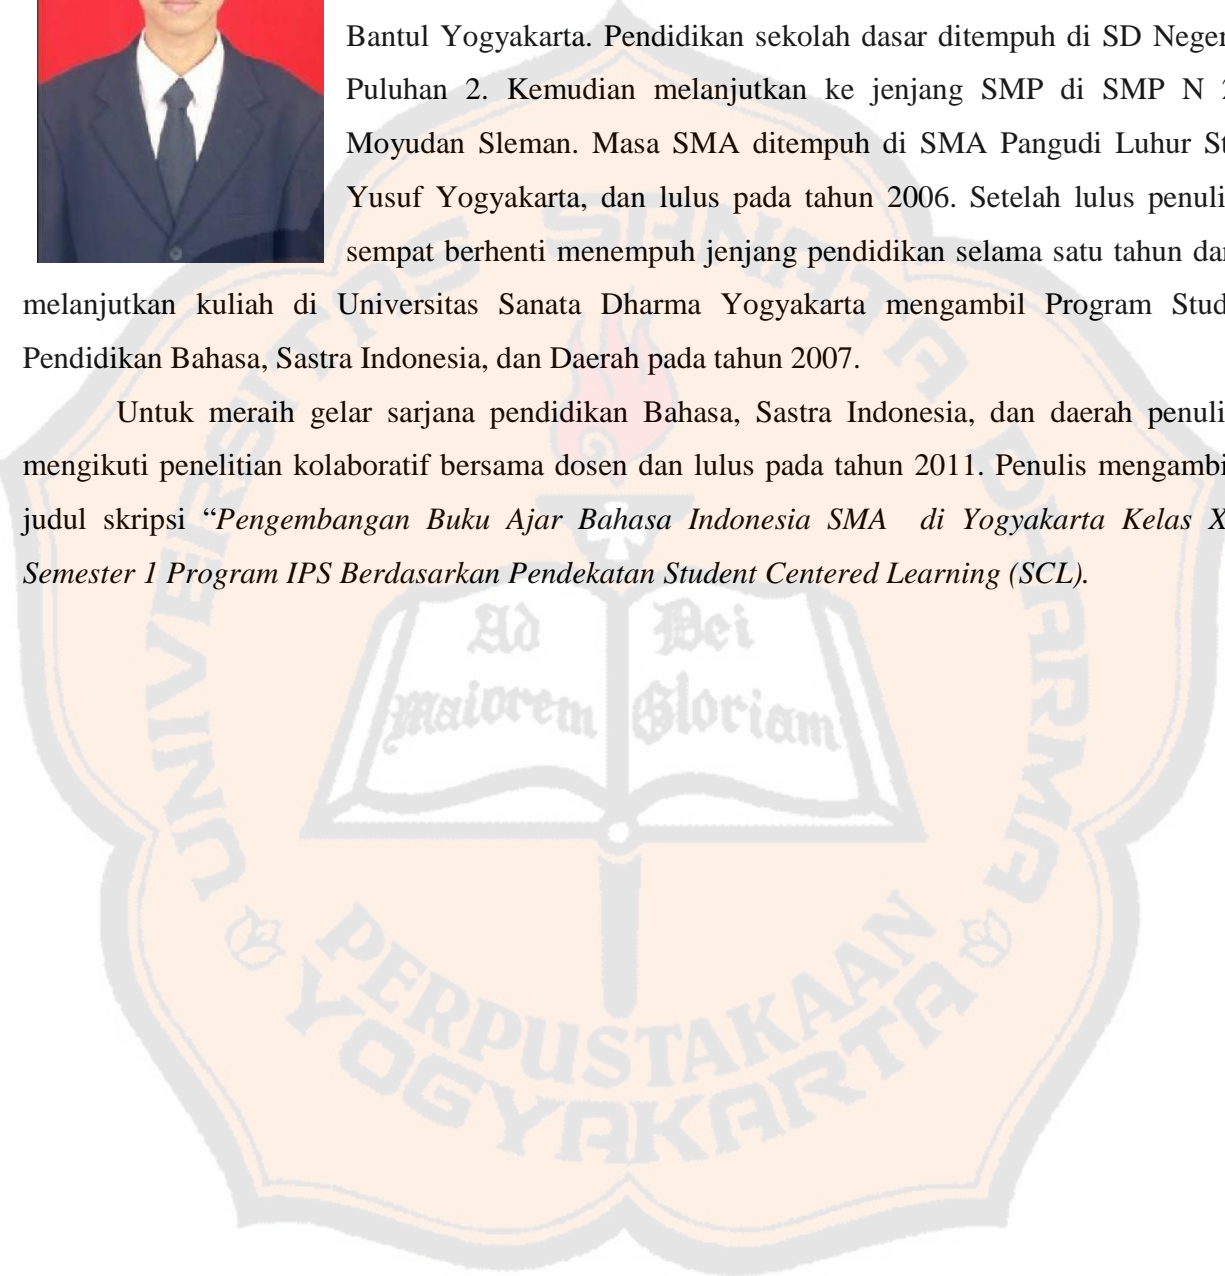 Bantul Yogyakarta. Pendidikan sekolah dasar ditempuh di SD Neger
Puluhan 2. Kemudian melanjutkan ke jenjang SMP di SMP N 2
Moyudan Sleman. Masa SMA ditempuh di SMA Pangudi Luhur St
Yusuf Yogyakarta, dan lulus pada tahun 2006. Setelah lulus penuli
sempat berhenti menempuh jenjang pendidikan selama satu tahun dan
melanjutkan kuliah di Universitas Sanata Dharma Yogyakarta mengambil Program Stud
Pendidikan Bahasa, Sastra Indonesia, dan Daerah pada tahun 2007.
Untuk meraih gelar sarjana pendidikan Bahasa, Sastra Indonesia, dan daerah penuli
mengikuti penelitian kolaboratif bersama dosen dan lulus pada tahun 2011. Penulis mengambi
judul skripsi “Pengembangan Buku Ajar Bahasa Indonesia SMA di Yogyakarta Kelas X
Semester 1 Program IPS Berdasarkan Pendekatan Student Centered Learning (SCL).
UNIVERSITAS SANATA DHARMA
Ad Dei
Maiorem Gloriam
PERPUSTAKAAN
YOGYAKARTA